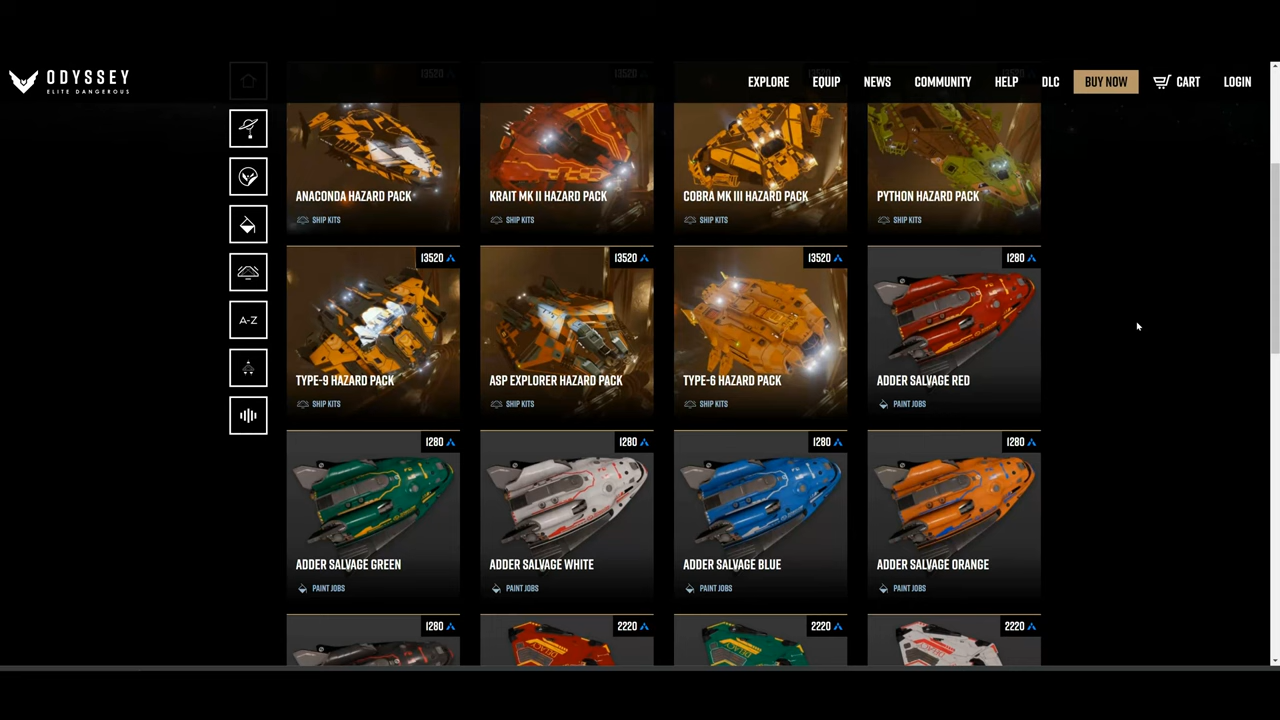 ODYSSEY
ELITE DANGEROUS
EXPLORE
EQUIP
NEWS
COMMUNITY
HELP
DLC
BUY NOW
CART
LOGIN
13520
13520
ANACONDA HAZARD PACK
SHIP KITS
KRAIT MK II HAZARD PACK
SHIP KITS
COBRA MK III HAZARD PACK
SHIP KITS
PYTHON HAZARD PACK
SHIP KITS
A-Z
13520
TYPE-9 HAZARD PACK
SHIP KITS
13520
ASP EXPLORER HAZARD PACK
SHIP KITS
13520
TYPE-6 HAZARD PACK
SHIP KITS
1280
ADDER SALVAGE RED
PAINT JOBS
1280
ADDER SALVAGE GREEN
PAINT JOBS
1280
ADDER SALVAGE WHITE
PAINT JOBS
1280
ADDER SALVAGE BLUE
PAINT JOBS
1280
ADDER SALVAGE ORANGE
PAINT JOBS
1280
2220
2220
2220